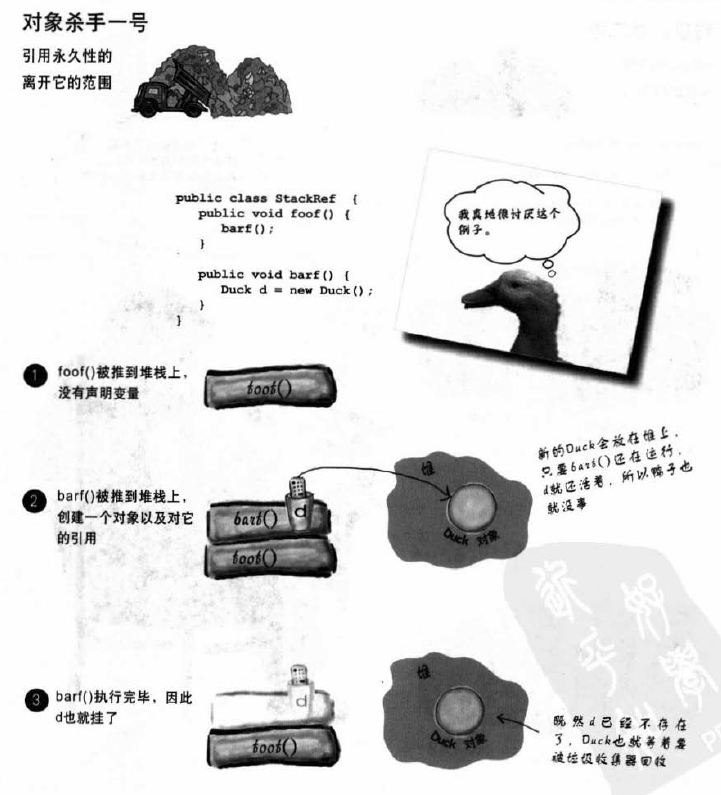 对象杀手一号
引用永久性的
离开它的范围
public class StackRef {
public void foof() {
barf();
}
public void barf() {
Duck d = new Duck();
}
}
我真地很讨厌这个
例子。
1 foof()被推到堆栈上，
没有声明变量
foof()
2 barf()被推到堆栈上，
创建一个对象以及对它
的引用
d
barf()
foof()
堆
Duck 对象
新的Duck会放在堆上，
只要barf()还在运行，
d就还活着，所以鸭子也
就没事
3 barf()执行完毕，因此
d也就挂了
d
foof()
堆
Duck 对象
既然d已经不存在
了，Duck也就等着要
被垃圾收集器回收